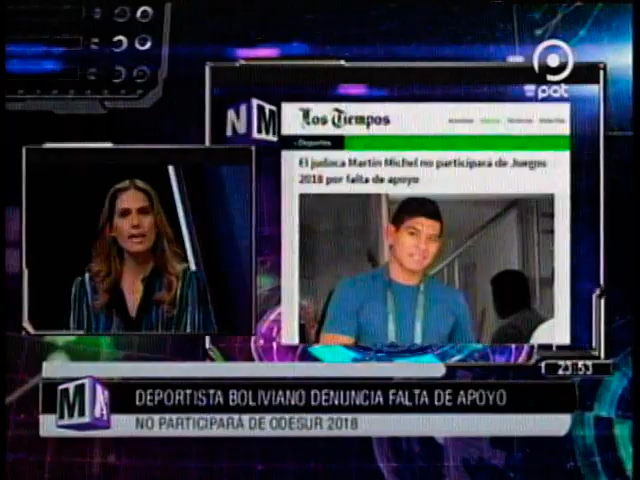 pat
N M
Los Tiempos
Deportes
El judoca Martín Michel no participará de Juegos
2018 por falta de apoyo
23:53
M
DEPORTISTA BOLIVIANO DENUNCIA FALTA DE APOYO
NO PARTICIPARÁ DE ODESUR 2018